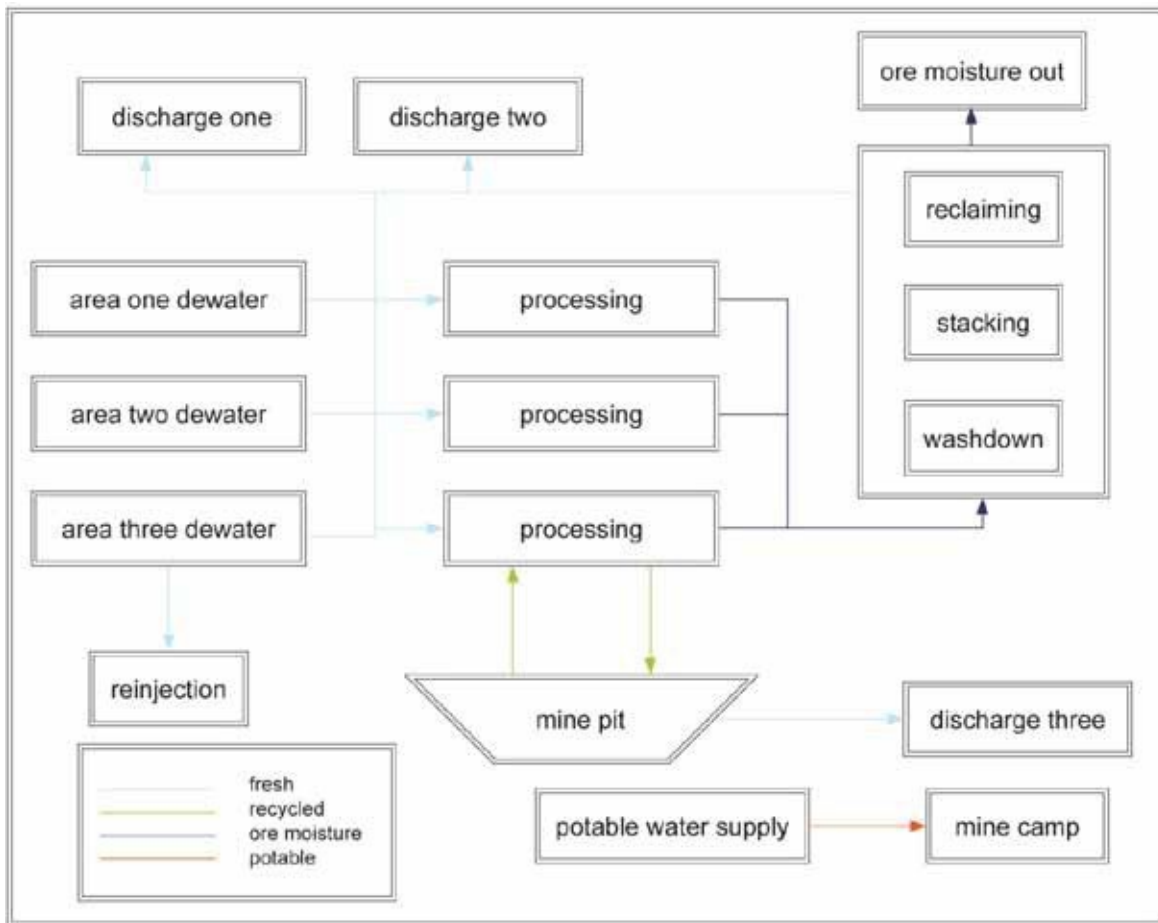 ore moisture out
discharge one
discharge two
reclaiming
area one dewater
processing
stacking
area two dewater
processing
washdown
area three dewater
processing
reinjection
mine pit
discharge three
fresh
recycled
ore moisture
potable
potable water supply
mine camp